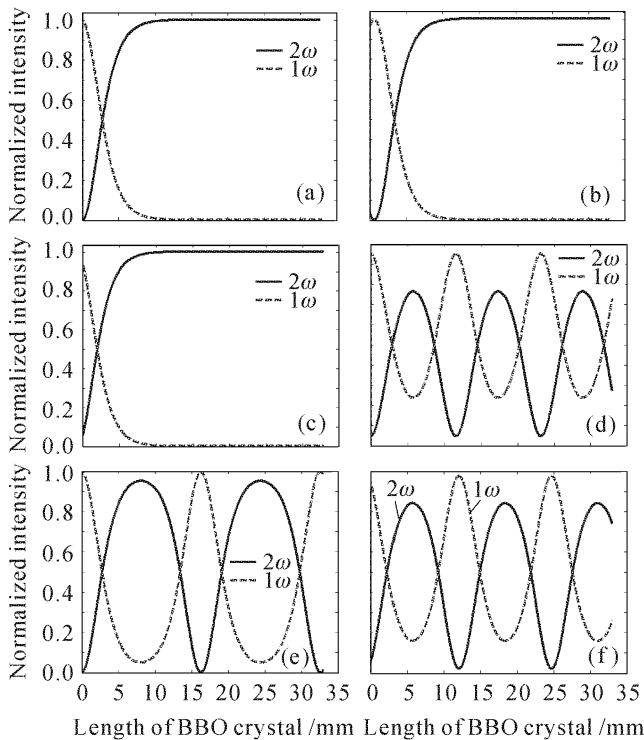 Normalized intensity
1.0
0.8
0.6
0.4
0.2
0.0
2ω
1ω
(a)
2ω
1ω
(b)
Normalized intensity
1.0
0.8
0.6
0.4
0.2
0.0
2ω
1ω
(c)
2ω
1ω
(d)
Normalized intensity
1.0
0.8
0.6
0.4
0.2
0.0
2ω
1ω
(e)
2ω
1ω
(f)
0 5 10 15 20 25 30 35
0 5 10 15 20 25 30 35
Length of BBO crystal /mm
Length of BBO crystal /mm